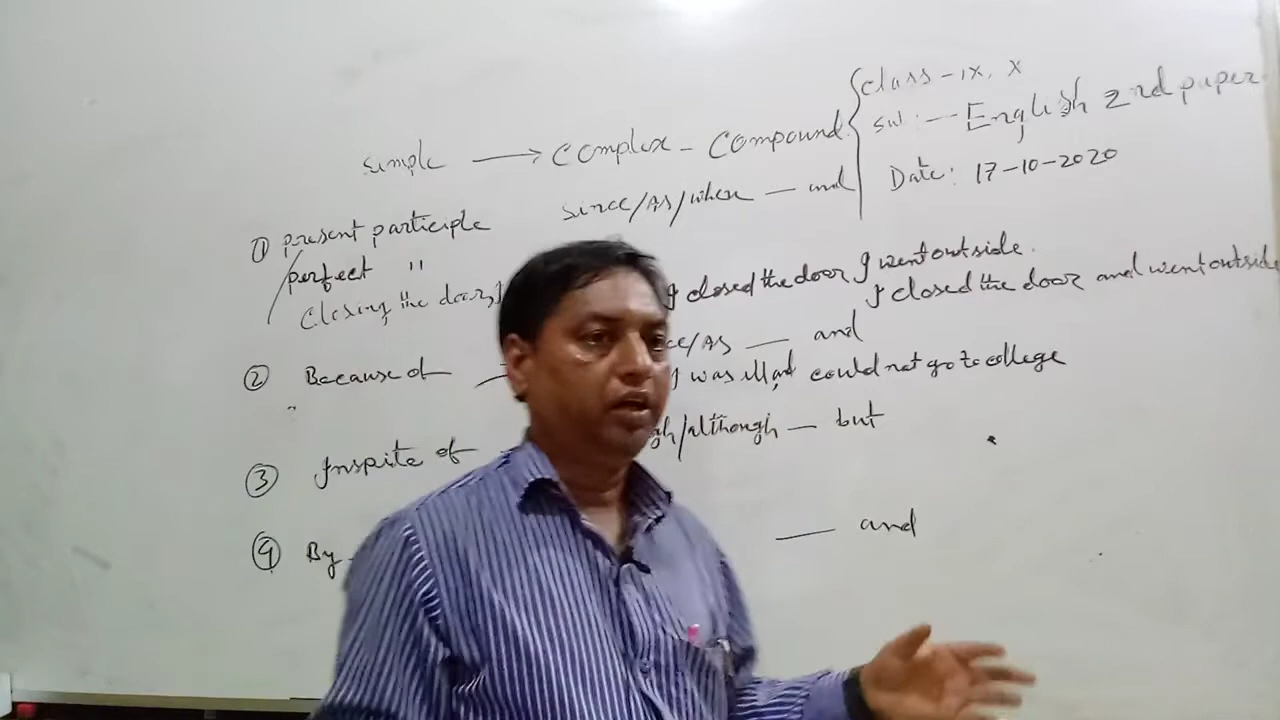 class - IX, X
Sub :- English 2nd paper
Date: 17-10-2020
simple → complex - compound
① present participle since/As/when — and
/perfect "
closing the door, I closed the door I went outside.
I closed the door and went outside
② Because of — /As — and
I was ill and could not go to college
③ Inspite of /although — but
④ By — and